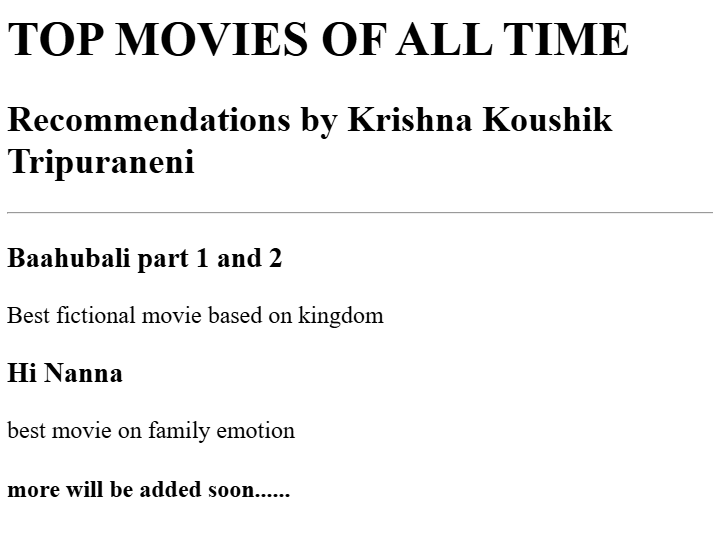 TOP MOVIES OF ALL TIME
Recommendations by Krishna Koushik
Tripuraneni
Baahubali part 1 and 2
Best fictional movie based on kingdom
Hi Nanna
best movie on family emotion
more will be added soon......